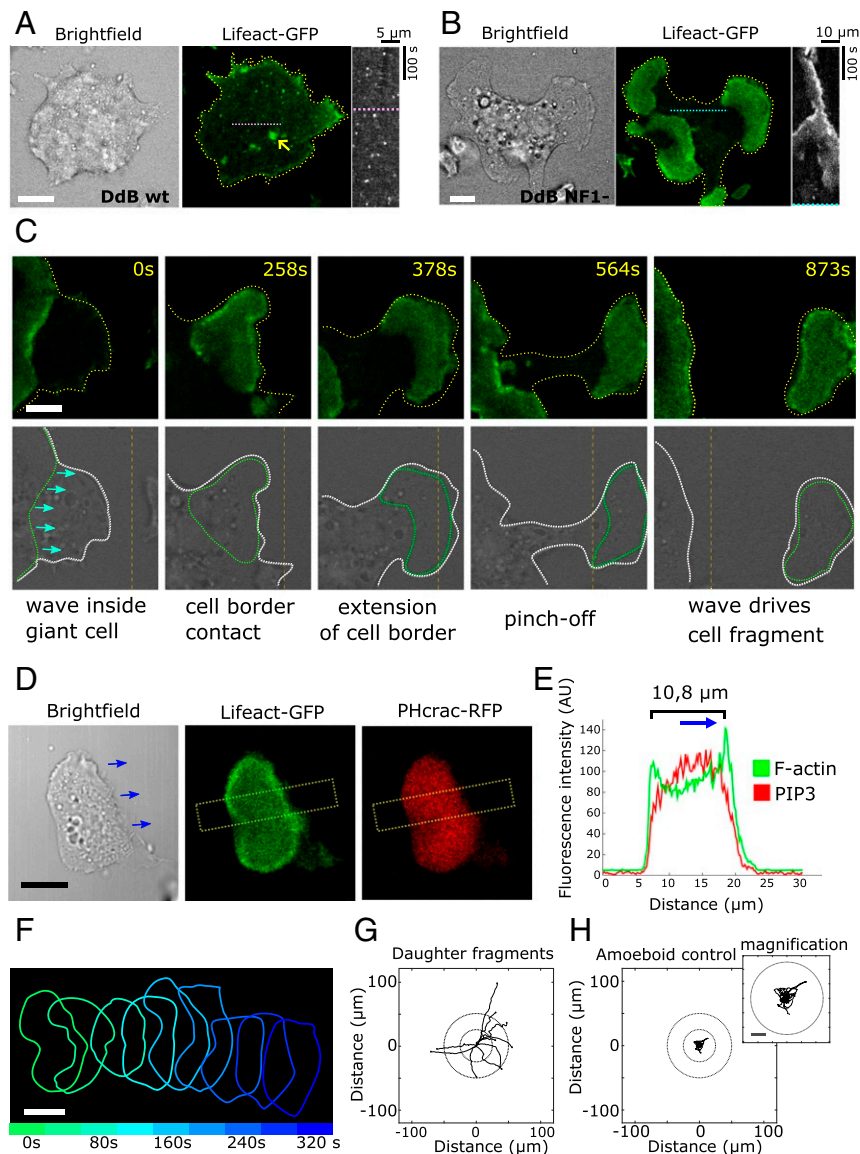 A
Brightfield
Lifeact-GFP
5 µm
100 s
DdB wt
B
Brightfield
Lifeact-GFP
10 µm
100 s
DdB NF1-
C
0s
258s
378s
564s
873s
wave inside
giant cell
cell border
contact
extension
of cell border
pinch-off
wave drives
cell fragment
D
Brightfield
Lifeact-GFP
PHcrac-RFP
E
10,8 µm
Fluorescence intensity (AU)
140
120
100
80
60
40
20
0
0 5 10 15 20 25 30
Distance (µm)
F-actin
PIP3
F
0s 80s 160s 240s 320 s
G
Daughter fragments
Distance (µm)
100
0
-100
-100 0 100
Distance (µm)
H
Amoeboid control
magnification
Distance (µm)
100
0
-100
-100 0 100
Distance (µm)